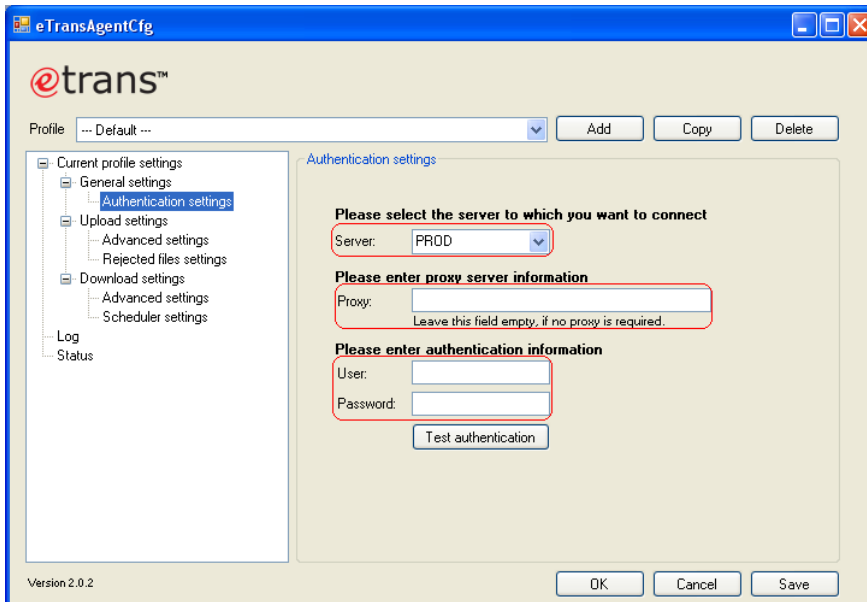 eTransAgentCfg
etrans™
Profile --- Default --- Add Copy Delete
Current profile settings
General settings
Authentication settings
Upload settings
Advanced settings
Rejected files settings
Download settings
Advanced settings
Scheduler settings
Log
Status
Authentication settings
Please select the server to which you want to connect
Server: PROD
Please enter proxy server information
Proxy:
Leave this field empty, if no proxy is required.
Please enter authentication information
User:
Password:
Test authentication
Version 2.0.2
OK Cancel Save